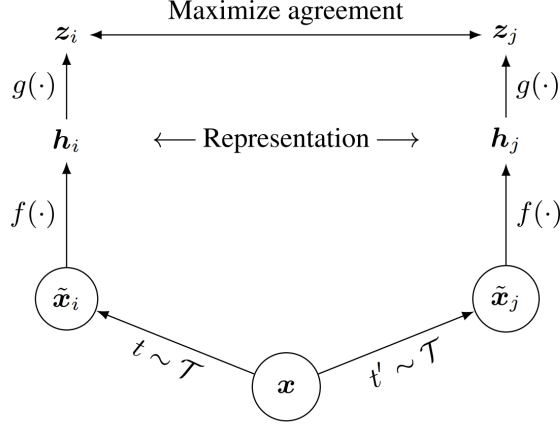 Maximize agreement
z_i z_j
g(·) g(·)
h_i ← Representation → h_j
f(·) f(·)
x̃_i x̃_j
t ∼ 𝒯 t′ ∼ 𝒯
x